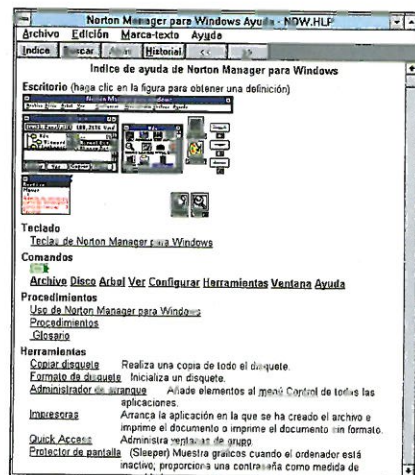 Norton Manager para Windows Ayuda - NDW.HLP
Archivo Edición Marca-texto Ayuda
Indice Buscar Atrás Historial << >>
Indice de ayuda de Norton Manager para Windows
Escritorio (haga clic en la figura para obtener una definición)
Teclado
Teclas de Norton Manager para Windows
Comandos
Archivo Disco Arbol Ver Configurar Herramientas Ventana Ayuda
Procedimientos
Uso de Norton Manager para Windows
Procedimientos
Glosario
Herramientas
Copiar disquete Realiza una copia de todo el disquete.
Formato de disquete Inicializa un disquete.
Administrador de arranque Añade elementos al menú Control de todas las
aplicaciones.
Impresoras Arranca la aplicación en la que se ha creado el archivo e
imprime el documento o imprime el documento sin formato.
Quick Access Administra ventanas de grupo.
Protector de pantalla (Sleeper) Muestra gráficos cuando el ordenador está
inactivo, proporciona una contraseña como medida de